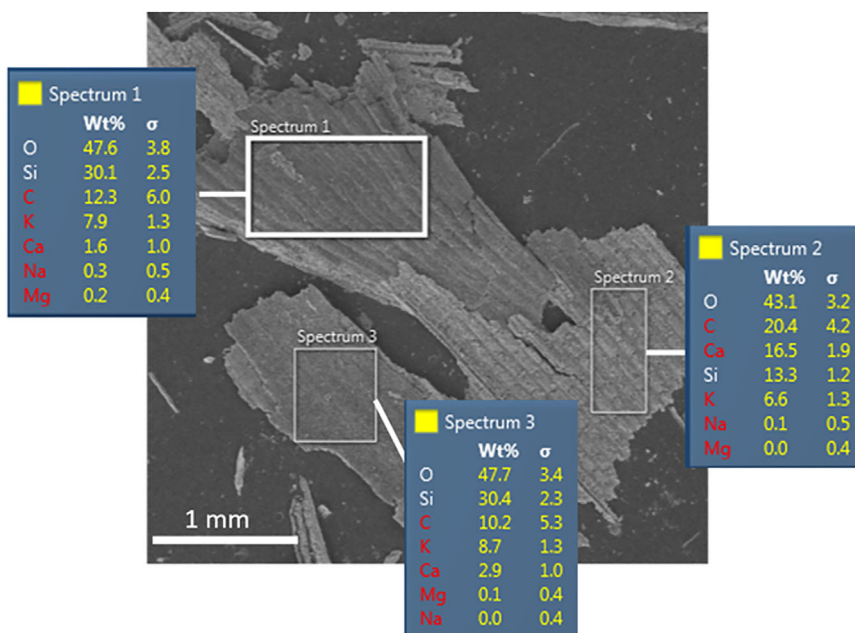 Spectrum 1
Wt% σ
O 47.6 3.8
Si 30.1 2.5
C 12.3 6.0
K 7.9 1.3
Ca 1.6 1.0
Na 0.3 0.5
Mg 0.2 0.4
Spectrum 1
Spectrum 2
Spectrum 3
Spectrum 2
Wt% σ
O 43.1 3.2
C 20.4 4.2
Ca 16.5 1.9
Si 13.3 1.2
K 6.6 1.3
Na 0.1 0.5
Mg 0.0 0.4
Spectrum 3
Wt% σ
O 47.7 3.4
Si 30.4 2.3
C 10.2 5.3
K 8.7 1.3
Ca 2.9 1.0
Mg 0.1 0.4
Na 0.0 0.4
1 mm